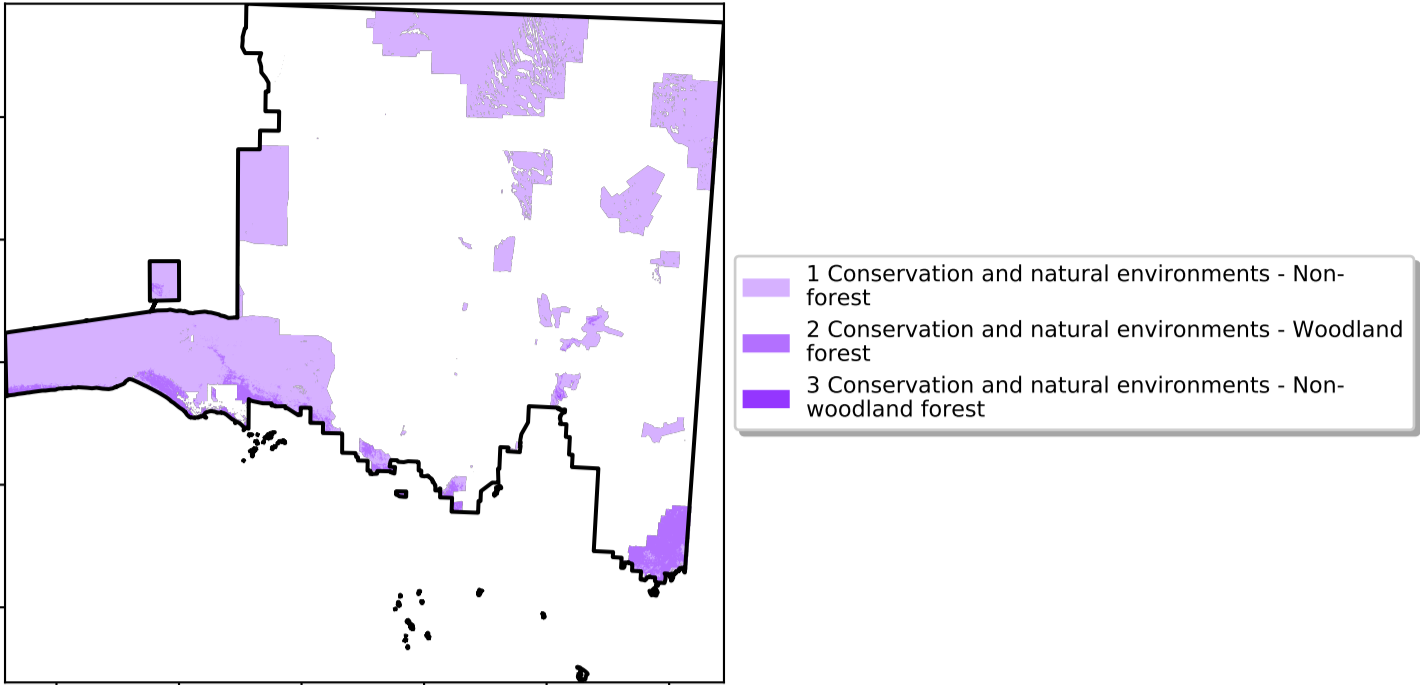 1 Conservation and natural environments - Non-
forest
2 Conservation and natural environments - Woodland
forest
3 Conservation and natural environments - Non-
woodland forest